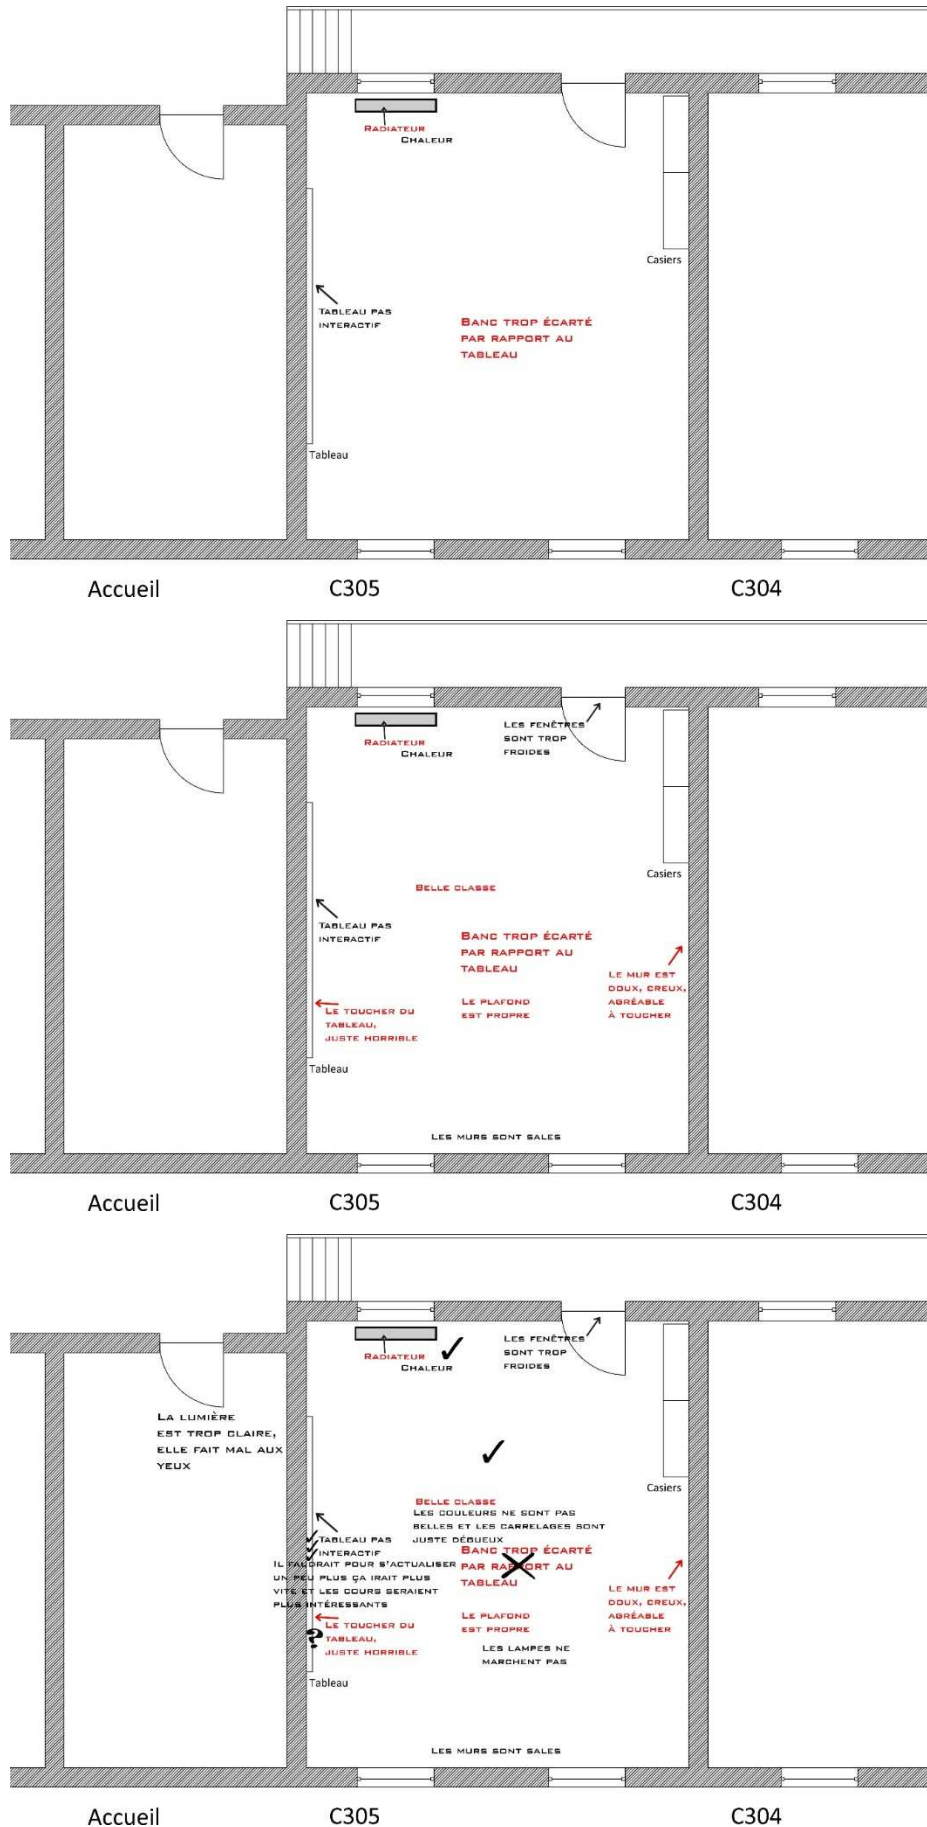 RADIATEUR
CHALEUR
Casiers
TABLEAU PAS
INTERACTIF
BANC TROP ÉCARTÉ
PAR RAPPORT AU
TABLEAU
Tableau
Accueil
C305
C304
LES FENÊTRES
SONT TROP
FROIDES
RADIATEUR
CHALEUR
Casiers
BELLE CLASSE
TABLEAU PAS
INTERACTIF
BANC TROP ÉCARTÉ
PAR RAPPORT AU
TABLEAU
LE MUR EST
DOUX, CREUX,
AGRÉABLE
À TOUCHER
LE TOUCHER DU
TABLEAU,
JUSTE HORRIBLE
LE PLAFOND
EST PROPRE
Tableau
LES MURS SONT SALES
Accueil
C305
C304
LES FENÊTRES
SONT TROP
FROIDES
RADIATEUR
CHALEUR
LA LUMIÈRE
EST TROP CLAIRE,
ELLE FAIT MAL AUX
YEUX
Casiers
BELLE CLASSE
LES COULEURS NE SONT PAS
BELLES ET LES CARRELAGES SONT
JUSTE DÉGUEUX
TABLEAU PAS
INTERACTIF
IL FAUDRAIT POUR S'ACTUALISER
UN PEU PLUS ÇA IRAIT PLUS
VITE ET LES COURS SERAIENT
PLUS INTÉRESSANTS
BANC TROP ÉCARTÉ
PAR RAPPORT AU
TABLEAU
LE MUR EST
DOUX, CREUX,
AGRÉABLE
À TOUCHER
LE TOUCHER DU
TABLEAU,
JUSTE HORRIBLE
?
LE PLAFOND
EST PROPRE
LES LAMPES NE
MARCHENT PAS
Tableau
LES MURS SONT SALES
Accueil
C305
C304